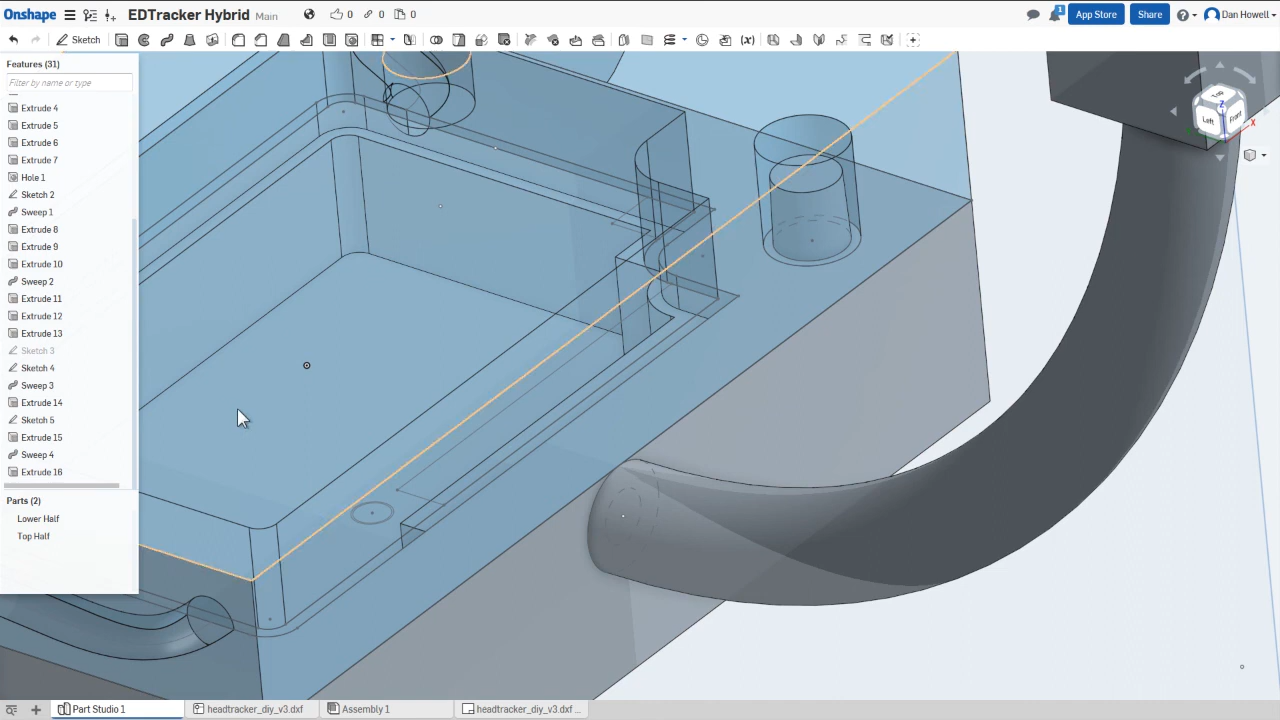 Onshape EDTracker Hybrid Main 0 0 0 1 App Store Share Dan Howell
Sketch (x)
Features (31)
Filter by name or type
Extrude 4
Extrude 5
Extrude 6
Extrude 7
Hole 1
Sketch 2
Sweep 1
Extrude 8
Extrude 9
Extrude 10
Sweep 2
Extrude 11
Extrude 12
Extrude 13
Sketch 3
Sketch 4
Sweep 3
Extrude 14
Sketch 5
Extrude 15
Sweep 4
Extrude 16
Parts (2)
Lower Half
Top Half
Top
Z
Left Front
X
Part Studio 1 headtracker_diy_v3.dxf Assembly 1 headtracker_diy_v3.dxf ...